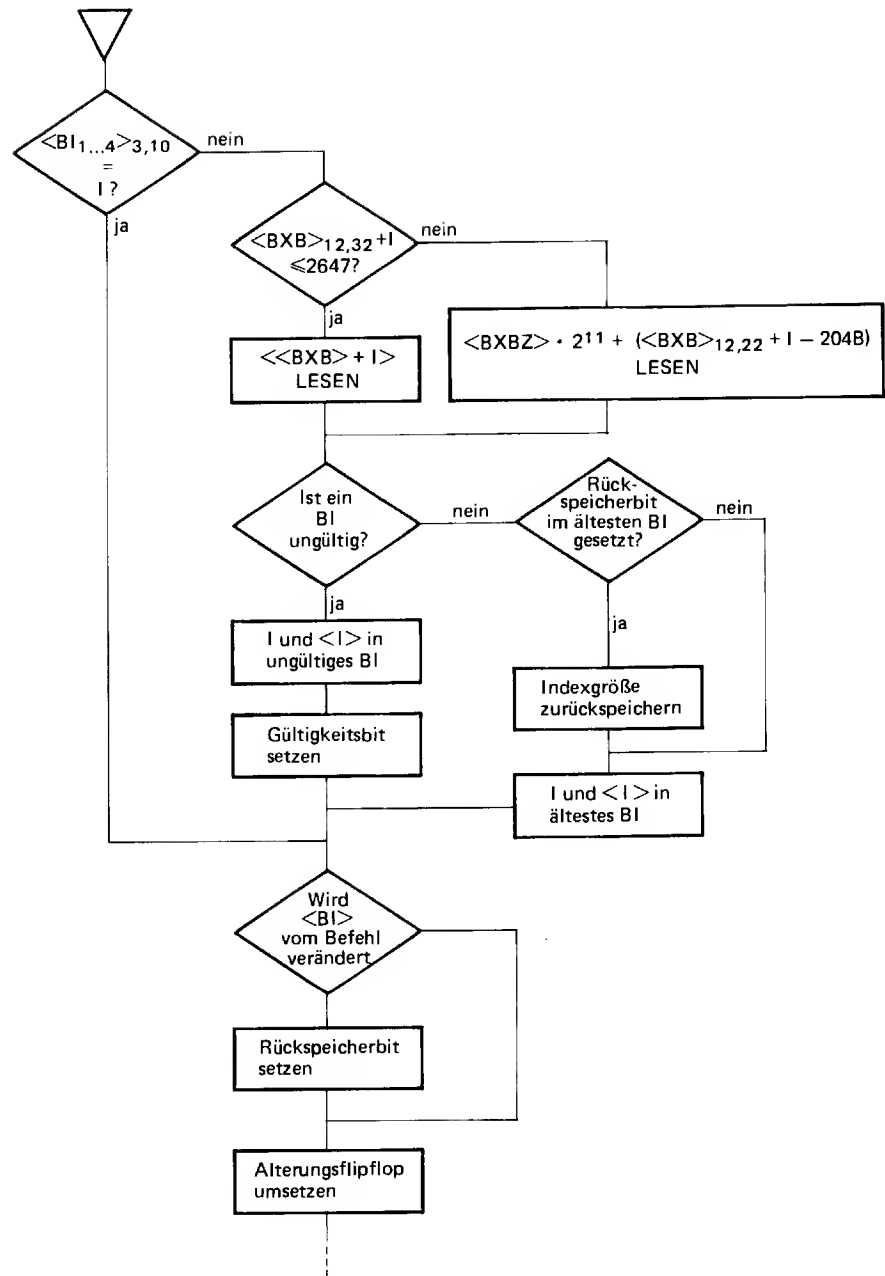 <BI1...4>3,10
=
I ?
nein
ja
<BXB>12,32 +I
⩽2647?
nein
ja
<<BXB> + I>
LESEN
<BXBZ> · 2¹¹ + (<BXB>12,22 + I – 204B)
LESEN
Ist ein
BI
ungültig?
nein
Rück-
speicherbit
im ältesten BI
gesetzt?
nein
ja
ja
I und <I> in
ungültiges BI
Indexgröße
zurückspeichern
Gültigkeitsbit
setzen
I und <I> in
ältestes BI
Wird
<BI>
vom Befehl
verändert
Rückspeicherbit
setzen
Alterungsflipflop
umsetzen